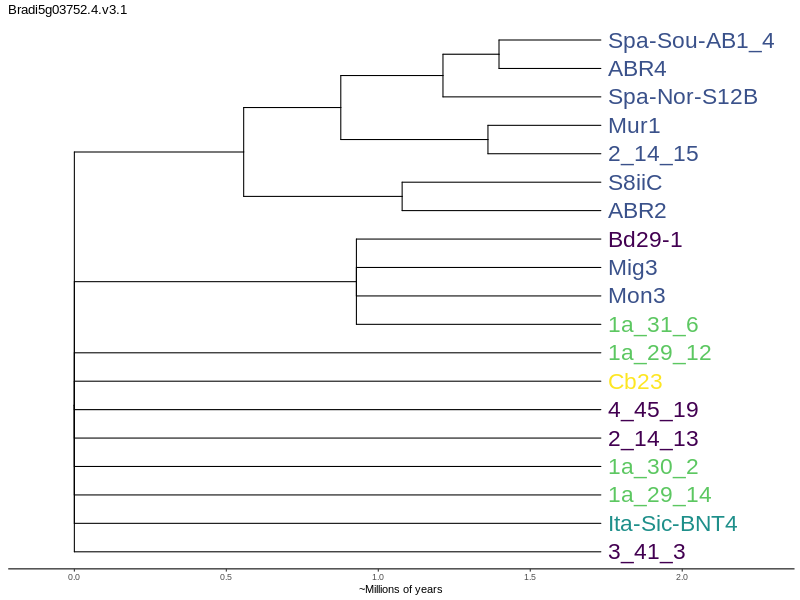 Bradi5g03752.4.v3.1
Spa-Sou-AB1_4
ABR4
Spa-Nor-S12B
Mur1
2_14_15
S8iiC
ABR2
Bd29-1
Mig3
Mon3
1a_31_6
1a_29_12
Cb23
4_45_19
2_14_13
1a_30_2
1a_29_14
Ita-Sic-BNT4
3_41_3
0.0 0.5 1.0 1.5 2.0
~Millions of years